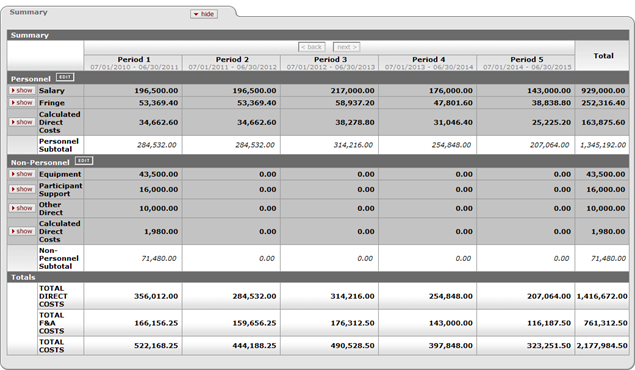 Summary
hide
Summary
< back next >
Period 1 Period 2 Period 3 Period 4 Period 5 Total
07/01/2010 - 06/30/2011 07/01/2011 - 06/30/2012 07/01/2012 - 06/30/2013 07/01/2013 - 06/30/2014 07/01/2014 - 06/30/2015
Personnel EDIT
show Salary 196,500.00 196,500.00 217,000.00 176,000.00 143,000.00 929,000.00
show Fringe 53,369.40 53,369.40 58,937.20 47,801.60 38,838.80 252,316.40
Calculated
show Direct 34,662.60 34,662.60 38,278.80 31,046.40 25,225.20 163,875.60
Costs
Personnel 284,532.00 284,532.00 314,216.00 254,848.00 207,064.00 1,345,192.00
Subtotal
Non-Personnel EDIT
show Equipment 43,500.00 0.00 0.00 0.00 0.00 43,500.00
show Participant 16,000.00 0.00 0.00 0.00 0.00 16,000.00
Support
show Other 10,000.00 0.00 0.00 0.00 0.00 10,000.00
Direct
Calculated
show Direct 1,980.00 0.00 0.00 0.00 0.00 1,980.00
Costs
Non-
Personnel 71,480.00 0.00 0.00 0.00 0.00 71,480.00
Subtotal
Totals
TOTAL
DIRECT 356,012.00 284,532.00 314,216.00 254,848.00 207,064.00 1,416,672.00
COSTS
TOTAL
F&A 166,156.25 159,656.25 176,312.50 143,000.00 116,187.50 761,312.50
COSTS
TOTAL 522,168.25 444,188.25 490,528.50 397,848.00 323,251.50 2,177,984.50
COSTS